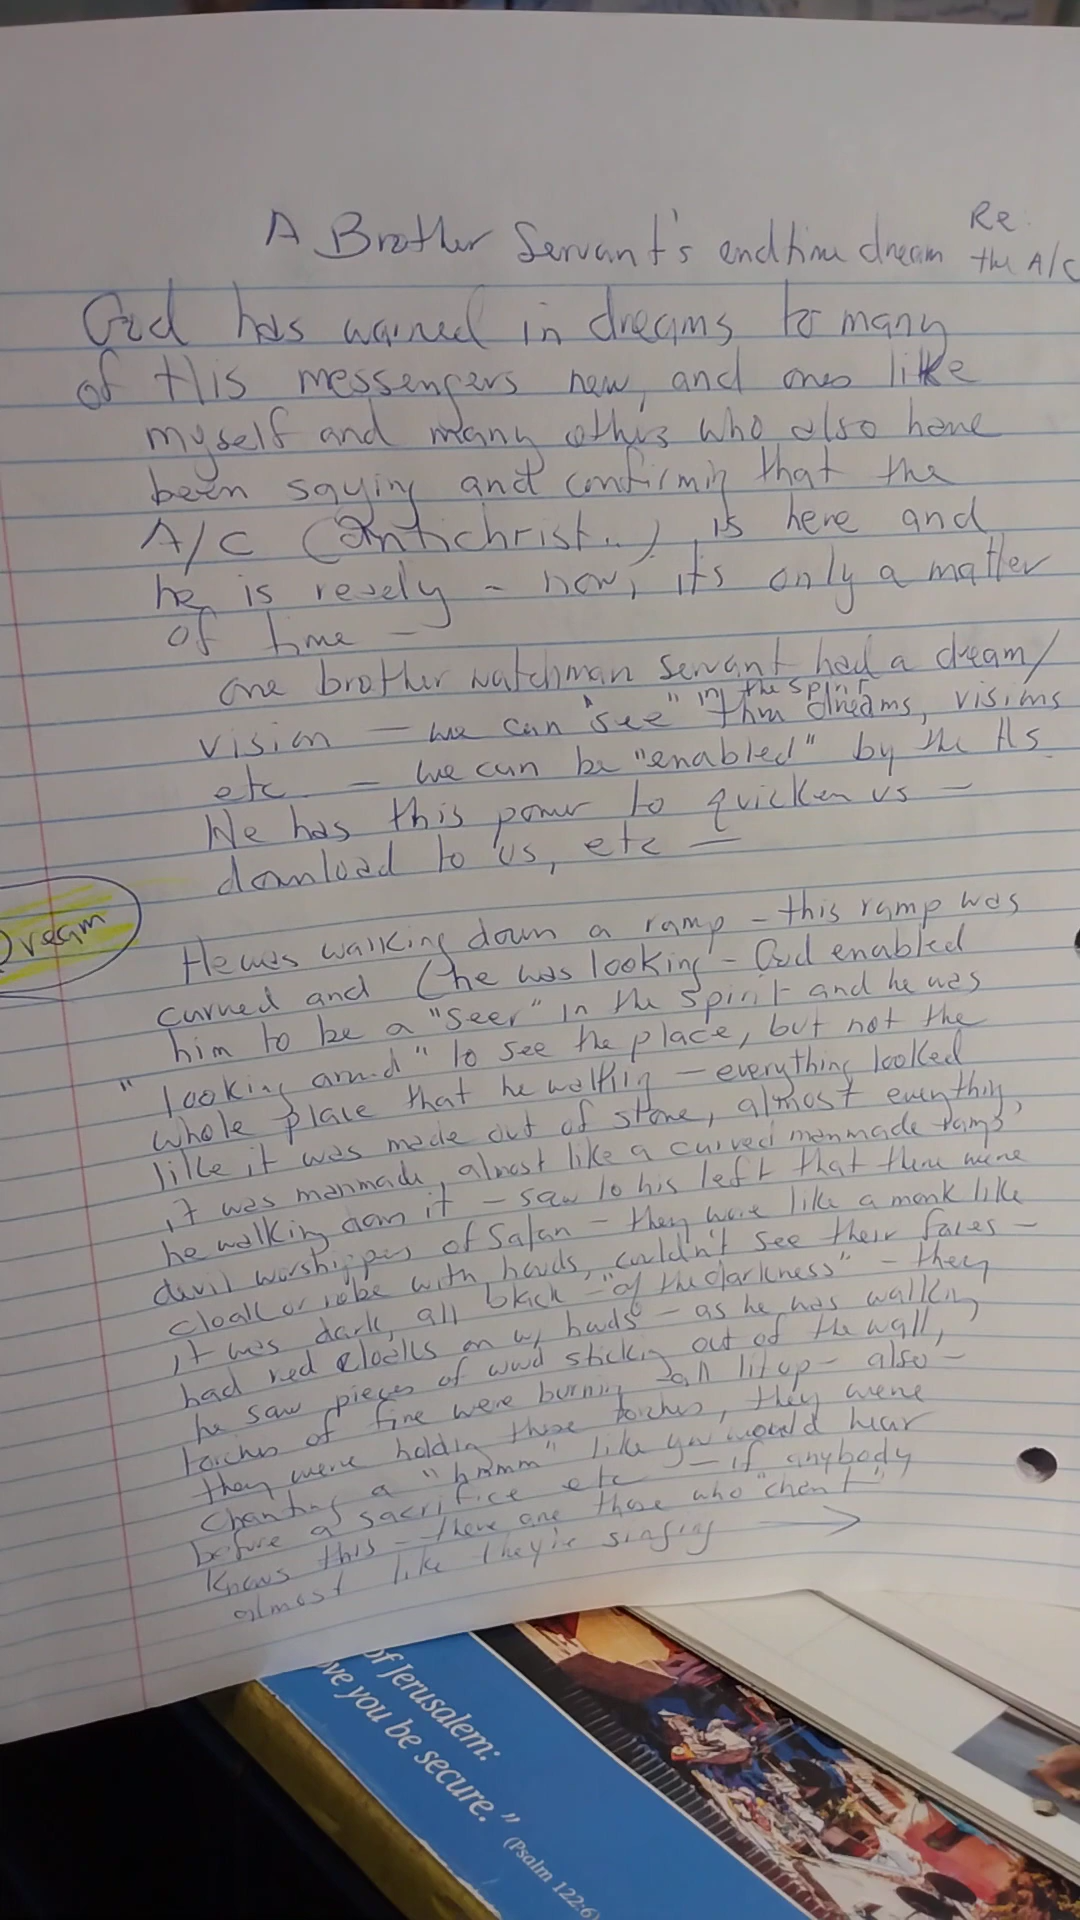 A Brother Servant's endtime dream Re.
the A/C
God has warned in dreams to many
of His messengers now, and ones like
myself and many others who also have
been saying and confirming that the
A/C (Antichrist..) is here and
he is ready - now, it's only a matter
of time -
one brother watchman servant had a dream/
vision - we can "see" "in the spirit" thru dreams, visions
etc. - we can be "enabled" by the HS.
He has this power to quicken us -
download to us, etc -
Dream
He was walking down a ramp - this ramp was
curved and (he was looking - God enabled
him to be a "seer" in the spirit and he was
"looking around" to see the place, but not the
whole place that he walking - everything looked
like it was made out of stone, almost everything,
it was manmade, almost like a curved manmade ramp
he walking down it - saw to his left that there were
devil worshippers of Satan - they were like a monk like
cloak or robe with hoods, couldn't see their faces -
it was dark, all black - "of the darkness" - they
had red cloaks on w/ hoods - as he was walking
he saw pieces of wood sticking out of the wall,
torches of fire were burning all lit up - also -
they were holding these torches, they were
chanting a "hmmm" like you would hear
before a sacrifice etc - if anybody
knows this - there are those who "chant"
almost like they're singing →
of Jerusalem:
ve you be secure."
(Psalm 122:6)